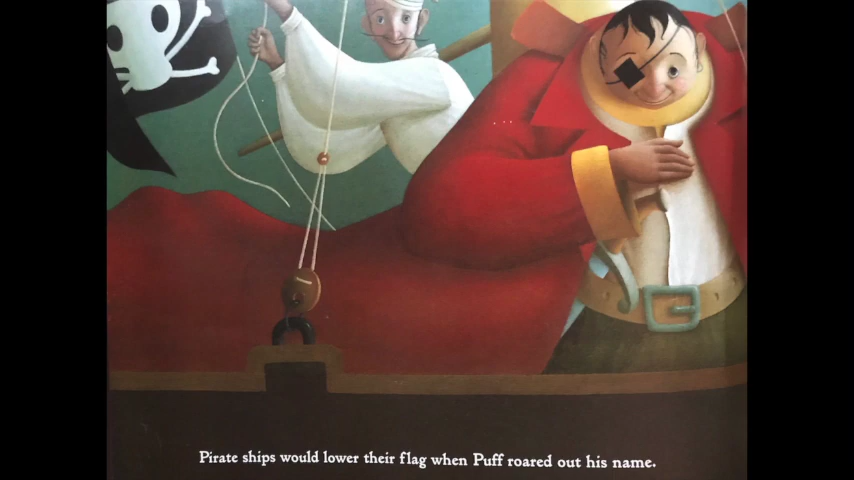 Pirate ships would lower their flag when Puff roared out his name.